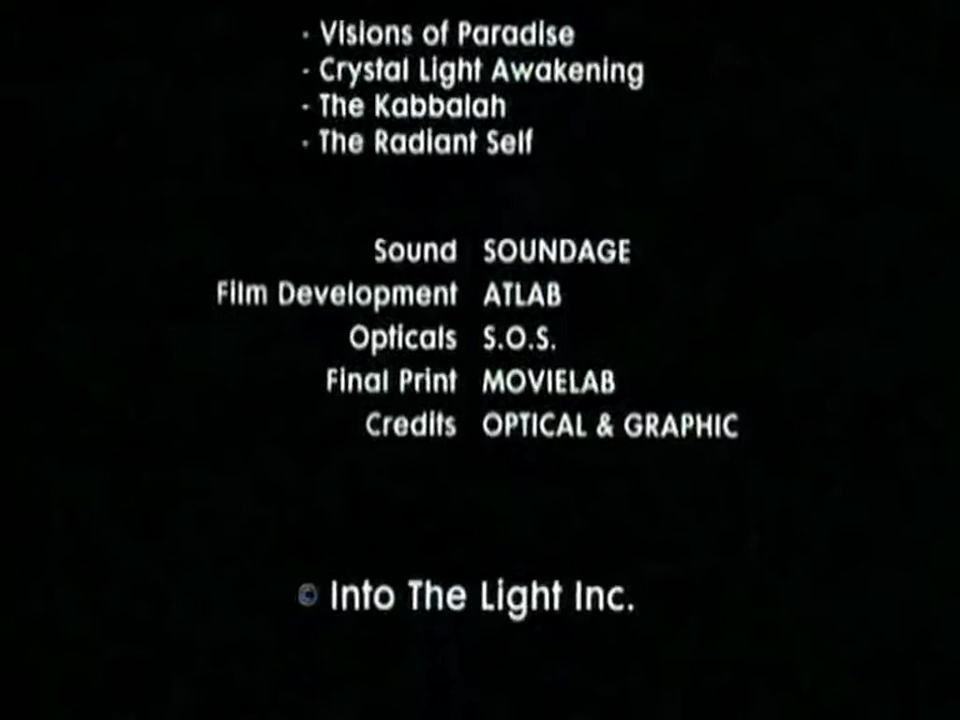 · Visions of Paradise
- Crystal Light Awakening
- The Kabbalah
· The Radiant Self
Sound SOUNDAGE
Film Development ATLAB
Opticals S.O.S.
Final Print MOVIELAB
Credits OPTICAL & GRAPHIC
© Into The Light Inc.